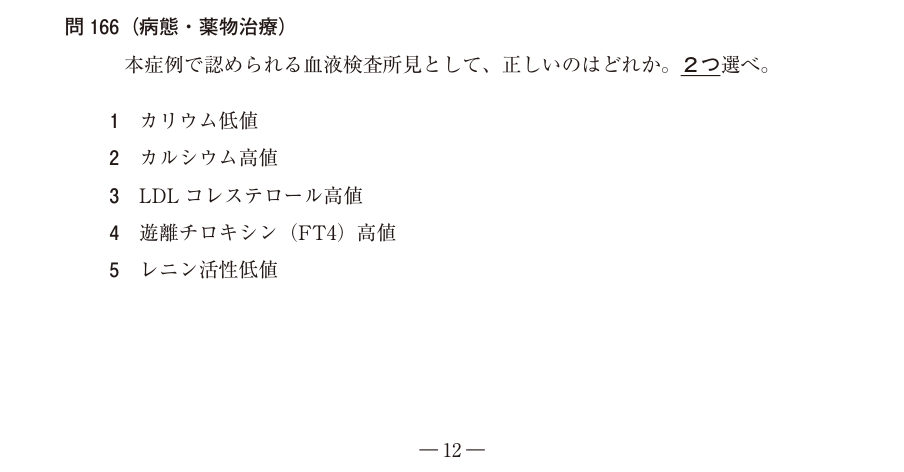 問 166（病態・薬物治療）
本症例で認められる血液検査所見として、正しいのはどれか。２つ選べ。
1 カリウム低値
2 カルシウム高値
3 LDL コレステロール高値
4 遊離チロキシン（FT4）高値
5 レニン活性低値
― 12 ―